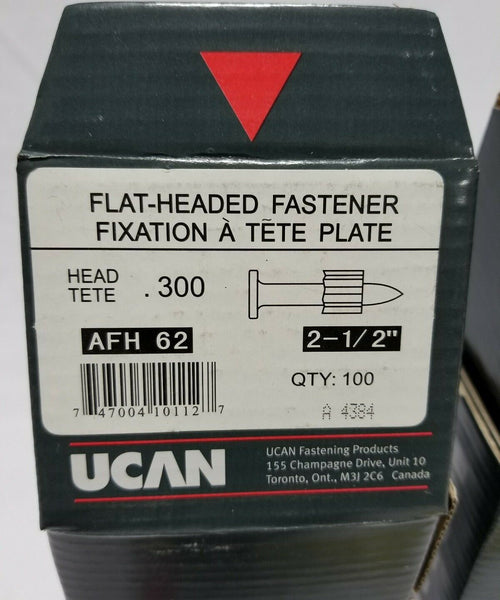 FLAT-HEADED FASTENER
FIXATION À TẼTE PLATE
HEAD
TETE
.300
AFH 62
2-1/2"
QTY: 100
7 47004 10112 7
A 4384
UCAN
UCAN Fastening Products
155 Champagne Drive, Unit 10
Toronto, Ont., M3J 2C6 Canada